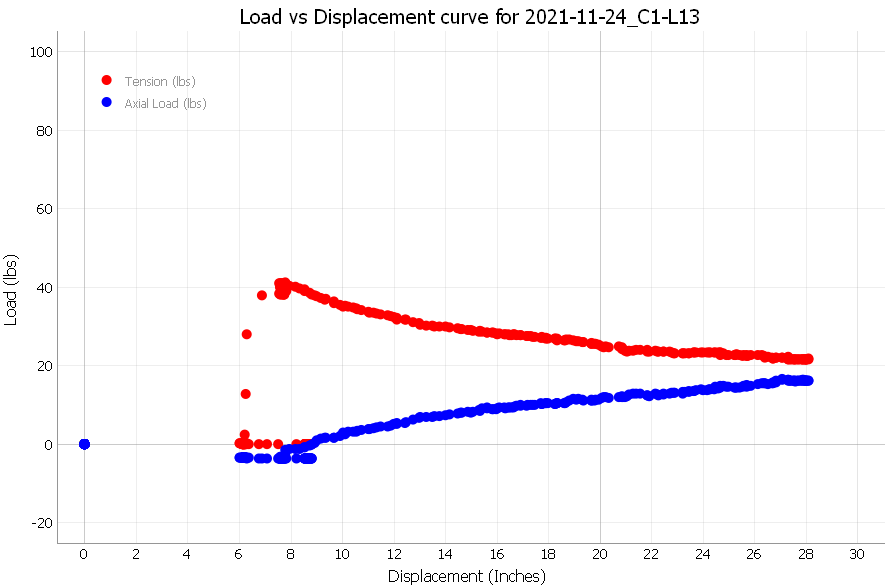 Load vs Displacement curve for 2021-11-24_C1-L13
100
Tension (lbs)
Axial Load (lbs)
80
60
Load (lbs)
40
20
0
-20
0 2 4 6 8 10 12 14 16 18 20 22 24 26 28 30
Displacement (Inches)